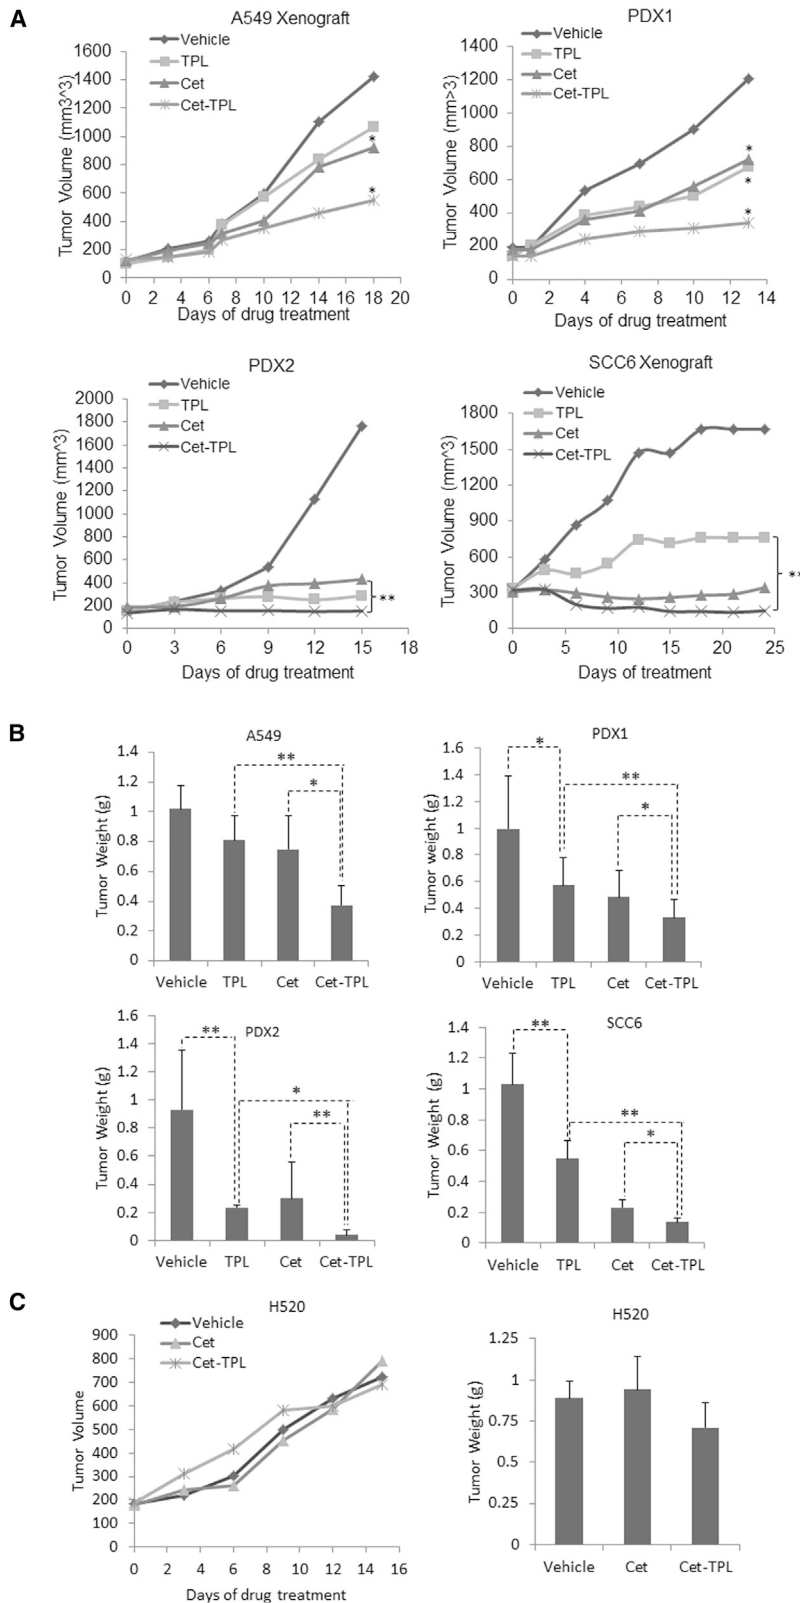 A
A549 Xenograft
Vehicle
TPL
Cet
Cet-TPL
Tumor Volume (mm3^3)
1600
1400
1200
1000
800
600
400
200
0
*
*
0 2 4 6 8 10 12 14 16 18 20
Days of drug treatment
PDX1
Vehicle
TPL
Cet
Cet-TPL
Tumor Volume (mm>3)
1400
1200
1000
800
600
400
200
0
*
*
*
0 2 4 6 8 10 12 14
Days of drug treatment
PDX2
Vehicle
TPL
Cet
Cet-TPL
Tumor Volume (mm^3)
2000
1800
1600
1400
1200
1000
800
600
400
200
0
**
0 3 6 9 12 15 18
Days of drug treatment
SCC6 Xenograft
Vehicle
TPL
Cet
Cet-TPL
Tumor Volume (mm^3)
1800
1500
1200
900
600
300
0
**
0 5 10 15 20 25
Days of treatment
B
A549
Tumor Weight (g)
1.4
1.2
1
0.8
0.6
0.4
0.2
0
**
*
Vehicle TPL Cet Cet-TPL
PDX1
Tumor weight (g)
1.6
1.4
1.2
1
0.8
0.6
0.4
0.2
0
*
**
*
Vehicle TPL Cet Cet-TPL
PDX2
Tumor Weight (g)
1.6
1.4
1.2
1
0.8
0.6
0.4
0.2
0
**
*
**
Vehicle TPL Cet Cet-TPL
SCC6
Tumor Weight (g)
1.4
1.2
1
0.8
0.6
0.4
0.2
0
**
**
*
Vehicle TPL Cet Cet-TPL
C
H520
Vehicle
Cet
Cet-TPL
Tumor Volume
900
800
700
600
500
400
300
200
100
0
0 2 4 6 8 10 12 14 16
Days of drug treatment
H520
Tumor Weight (g)
1.25
1
0.75
0.5
0.25
0
Vehicle Cet Cet-TPL